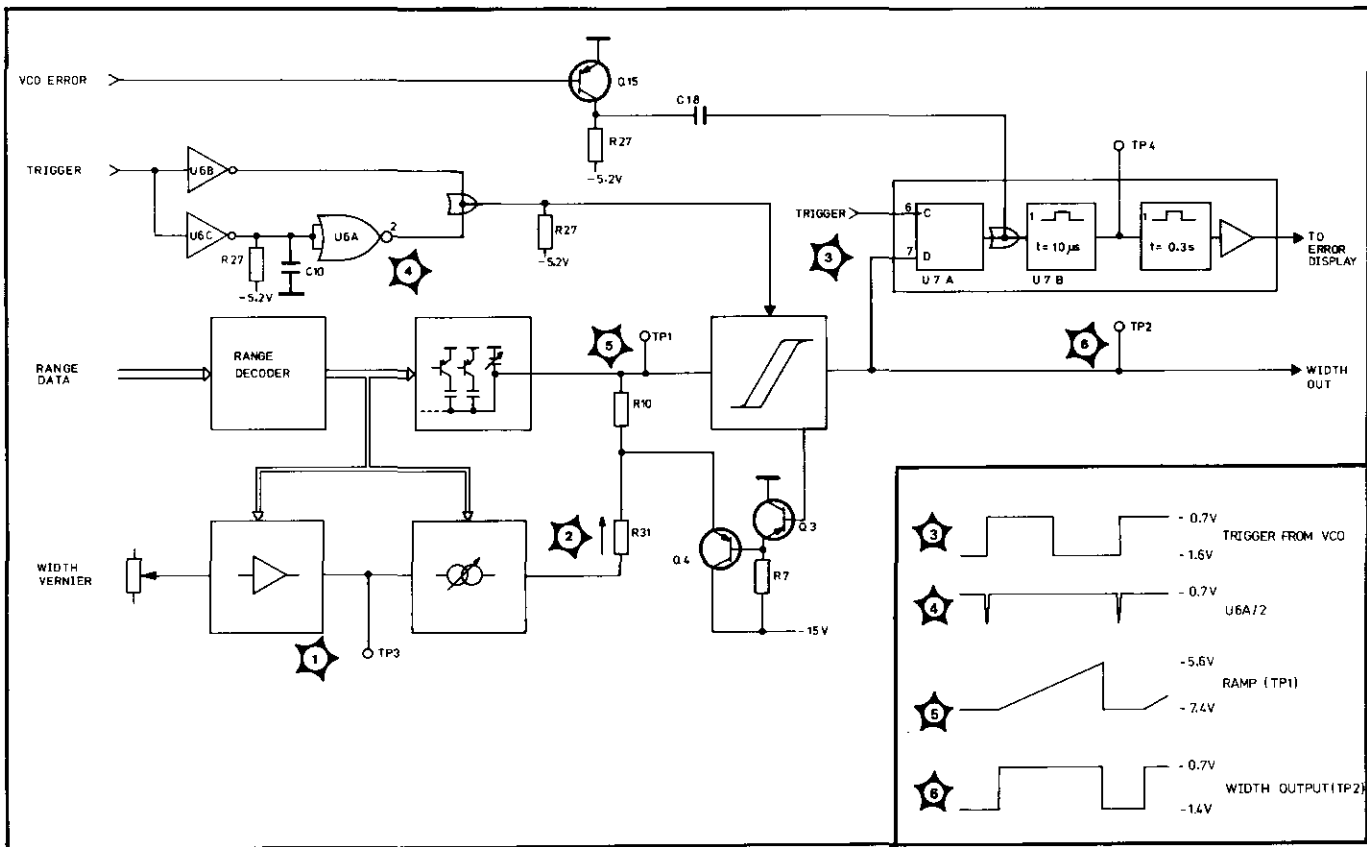 VCO ERROR
Q15
C18
R27
-5.2V
TP4
TRIGGER
U6B
U6C
U6A
2
R27
-5.2V
C10
4
R27
-5.2V
TRIGGER
3
6
C
7
D
U7A
1
t=10µs
U7B
1
t= 0.3s
TO
ERROR
DISPLAY
RANGE
DATA
RANGE
DECODER
5
TP1
R10
6
TP2
WIDTH
OUT
2
R31
Q4
Q3
R7
-15V
WIDTH
VERNIER
1
TP3
3
-0.7V
-1.6V
TRIGGER FROM VCO
4
-0.7V
U6A/2
5
-5.6V
-7.4V
RAMP (TP1)
6
-0.7V
-1.4V
WIDTH OUTPUT(TP2)